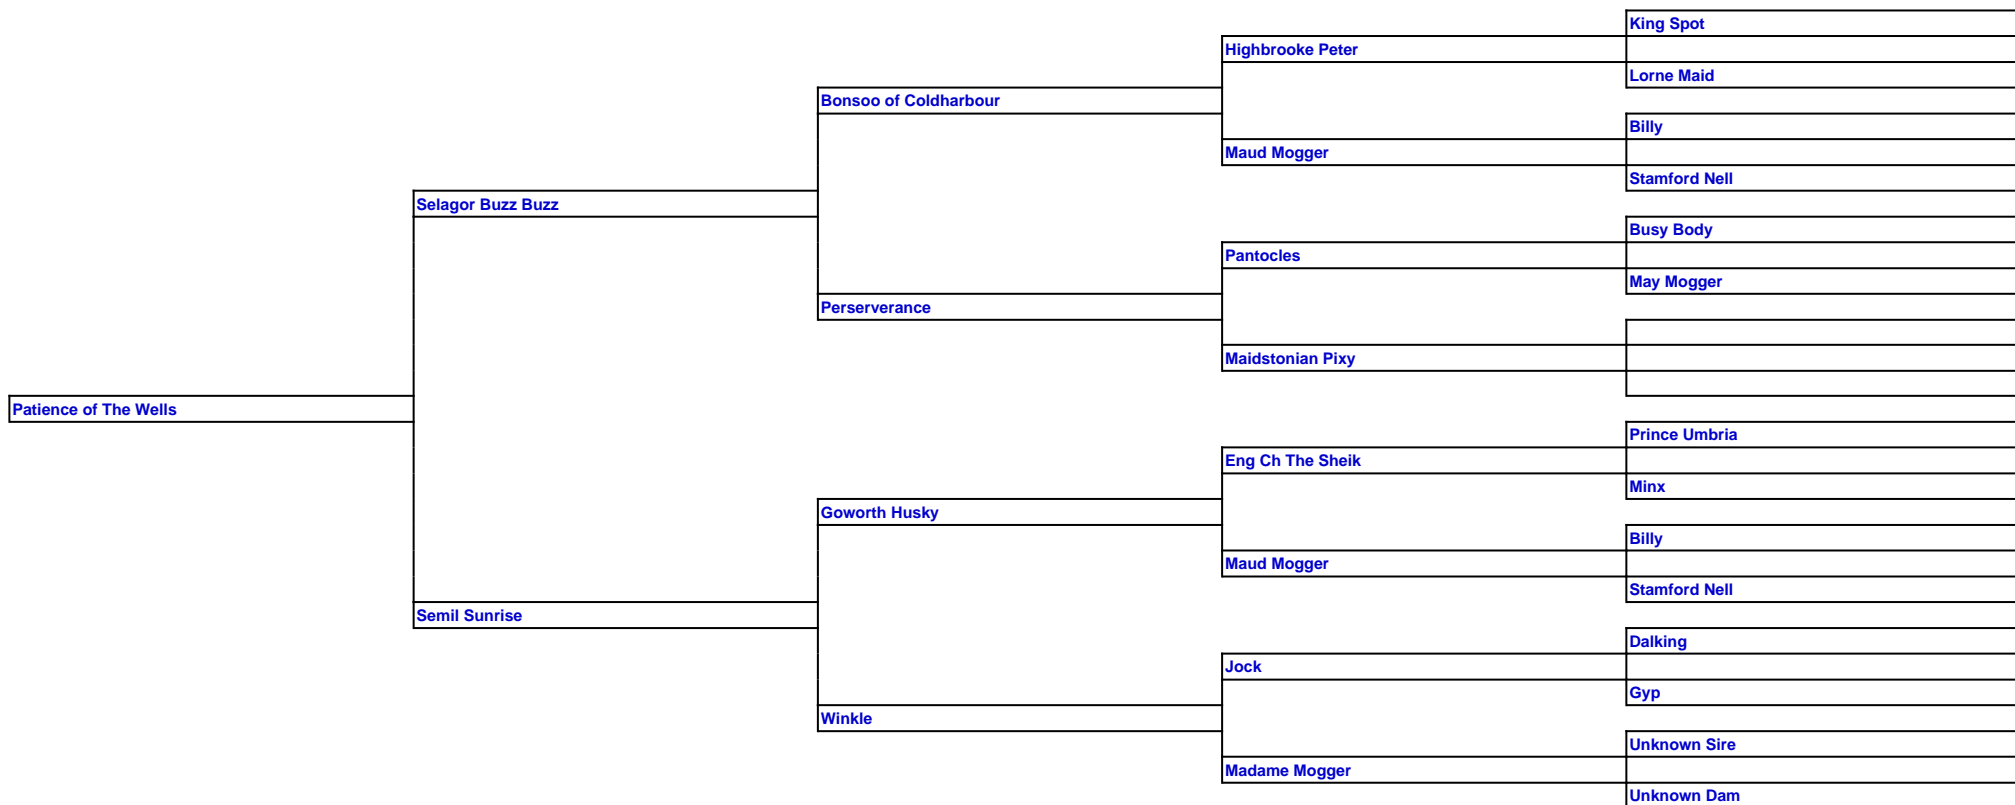 King Spot
Highbrooke Peter
Lorne Maid
Bonsoo of Coldharbour
Billy
Maud Mogger
Stamford Nell
Selagor Buzz Buzz
Busy Body
Pantocles
May Mogger
Perserverance
Maidstonian Pixy
Patience of The Wells
Prince Umbria
Eng Ch The Sheik
Minx
Goworth Husky
Billy
Maud Mogger
Stamford Nell
Semil Sunrise
Dalking
Jock
Gyp
Winkle
Unknown Sire
Madame Mogger
Unknown Dam